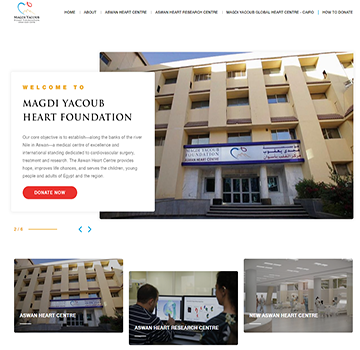 MAGDI YACOUB
HOME
ABOUT
ASWAN HEART CENTRE
ASWAN HEART RESEARCH CENTRE
MAGDI YACOUB GLOBAL HEART CENTRE - CAIRO
HOW TO DONATE
WELCOME TO
MAGDI YACOUB
HEART FOUNDATION
Our core objective is to establish—along the banks of the river
Nile in Aswan—a medical centre of excellence and
international standing dedicated to cardiovascular surgery,
treatment and research. The Aswan Heart Centre provides
hope, improves life chances, and serves the children, young
people and adults of Egypt and the region
DONATE NOW
MAGDI YACOUB
FOUNDATION
ASWAN HEART CENTRE
2/4
ASWAN HEART CENTRE
ASWAN HEART RESEARCH CENTRE
NEW ASWAN HEART CENTRE